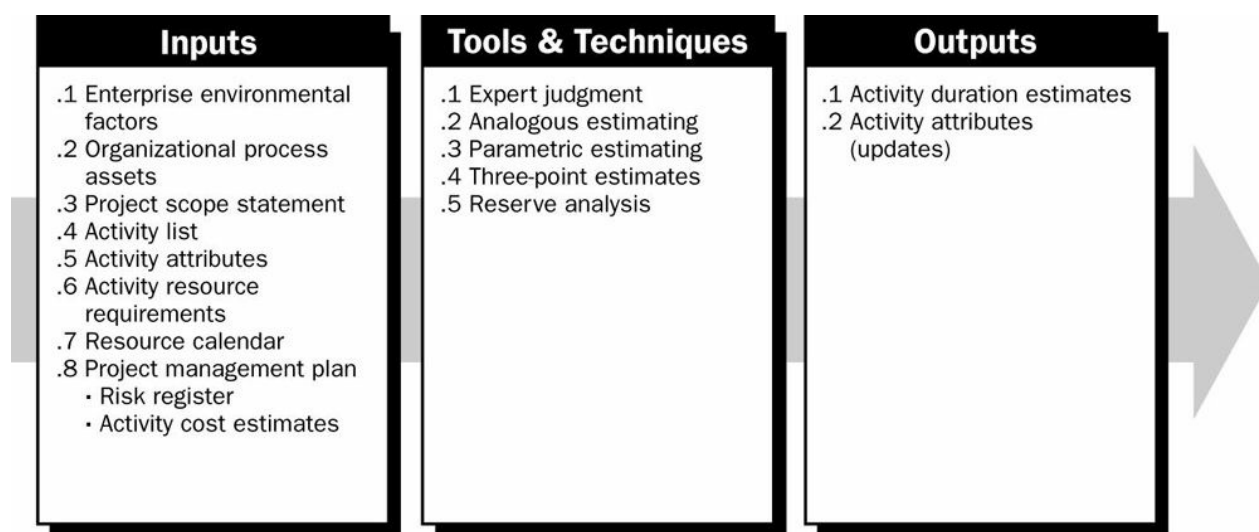 Inputs
.1 Enterprise environmental
factors
.2 Organizational process
assets
.3 Project scope statement
.4 Activity list
.5 Activity attributes
.6 Activity resource
requirements
.7 Resource calendar
.8 Project management plan
· Risk register
· Activity cost estimates
Tools & Techniques
.1 Expert judgment
.2 Analogous estimating
.3 Parametric estimating
.4 Three-point estimates
.5 Reserve analysis
Outputs
.1 Activity duration estimates
.2 Activity attributes
(updates)